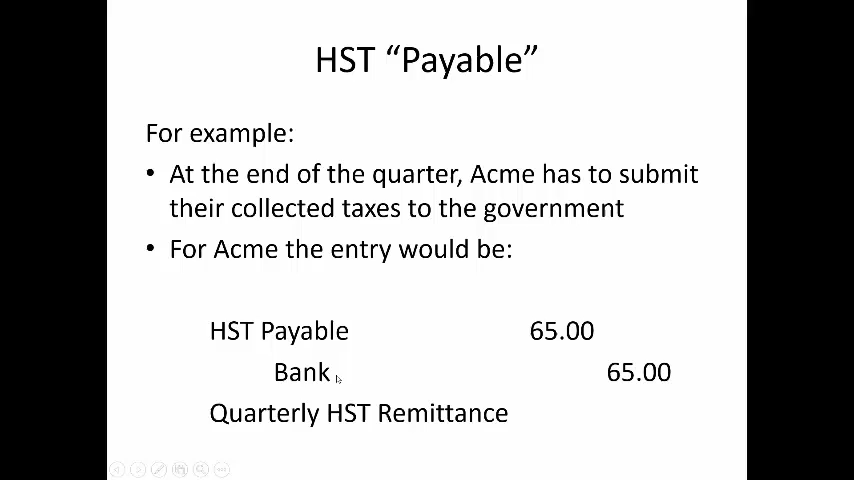 HST “Payable”
For example:
• At the end of the quarter, Acme has to submit
their collected taxes to the government
• For Acme the entry would be:
HST Payable 65.00
Bank 65.00
Quarterly HST Remittance